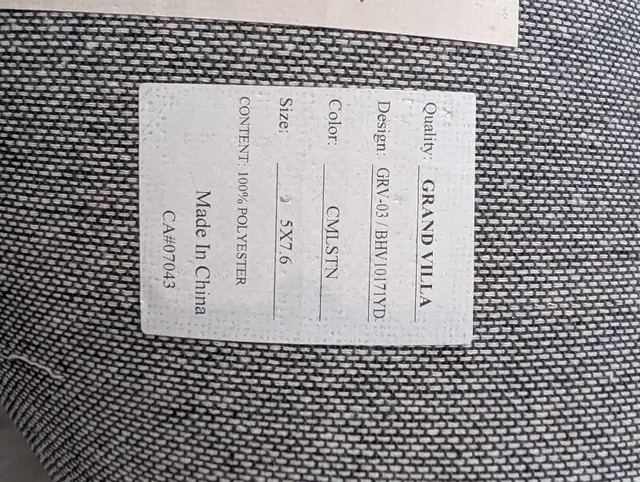 Quality: GRAND VILLA
Design: GRV-03 / BHV10171YD
Color: CMLSTN
Size: 5X7.6
CONTENT: 100% POLYESTER
Made In China
CA#07043